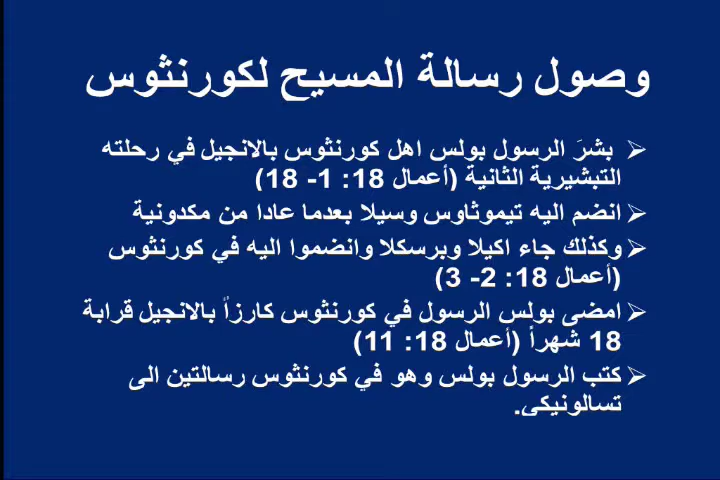 وصول رسالة المسيح لكورنثوس
⮚ بشرَ الرسول بولس اهل كورنثوس بالانجيل في رحلته
التبشيرية الثانية (أعمال 18: 1- 18)
⮚ انضم اليه تيموثاوس وسيلا بعدما عادا من مكدونية
⮚ وكذلك جاء اكيلا وبرسكلا وانضموا اليه في كورنثوس
(أعمال 18: 2- 3)
⮚ امضى بولس الرسول في كورنثوس كارزاً بالانجيل قرابة
18 شهراً (أعمال 18: 11)
⮚ كتب الرسول بولس وهو في كورنثوس رسالتين الى
تسالونيكي.